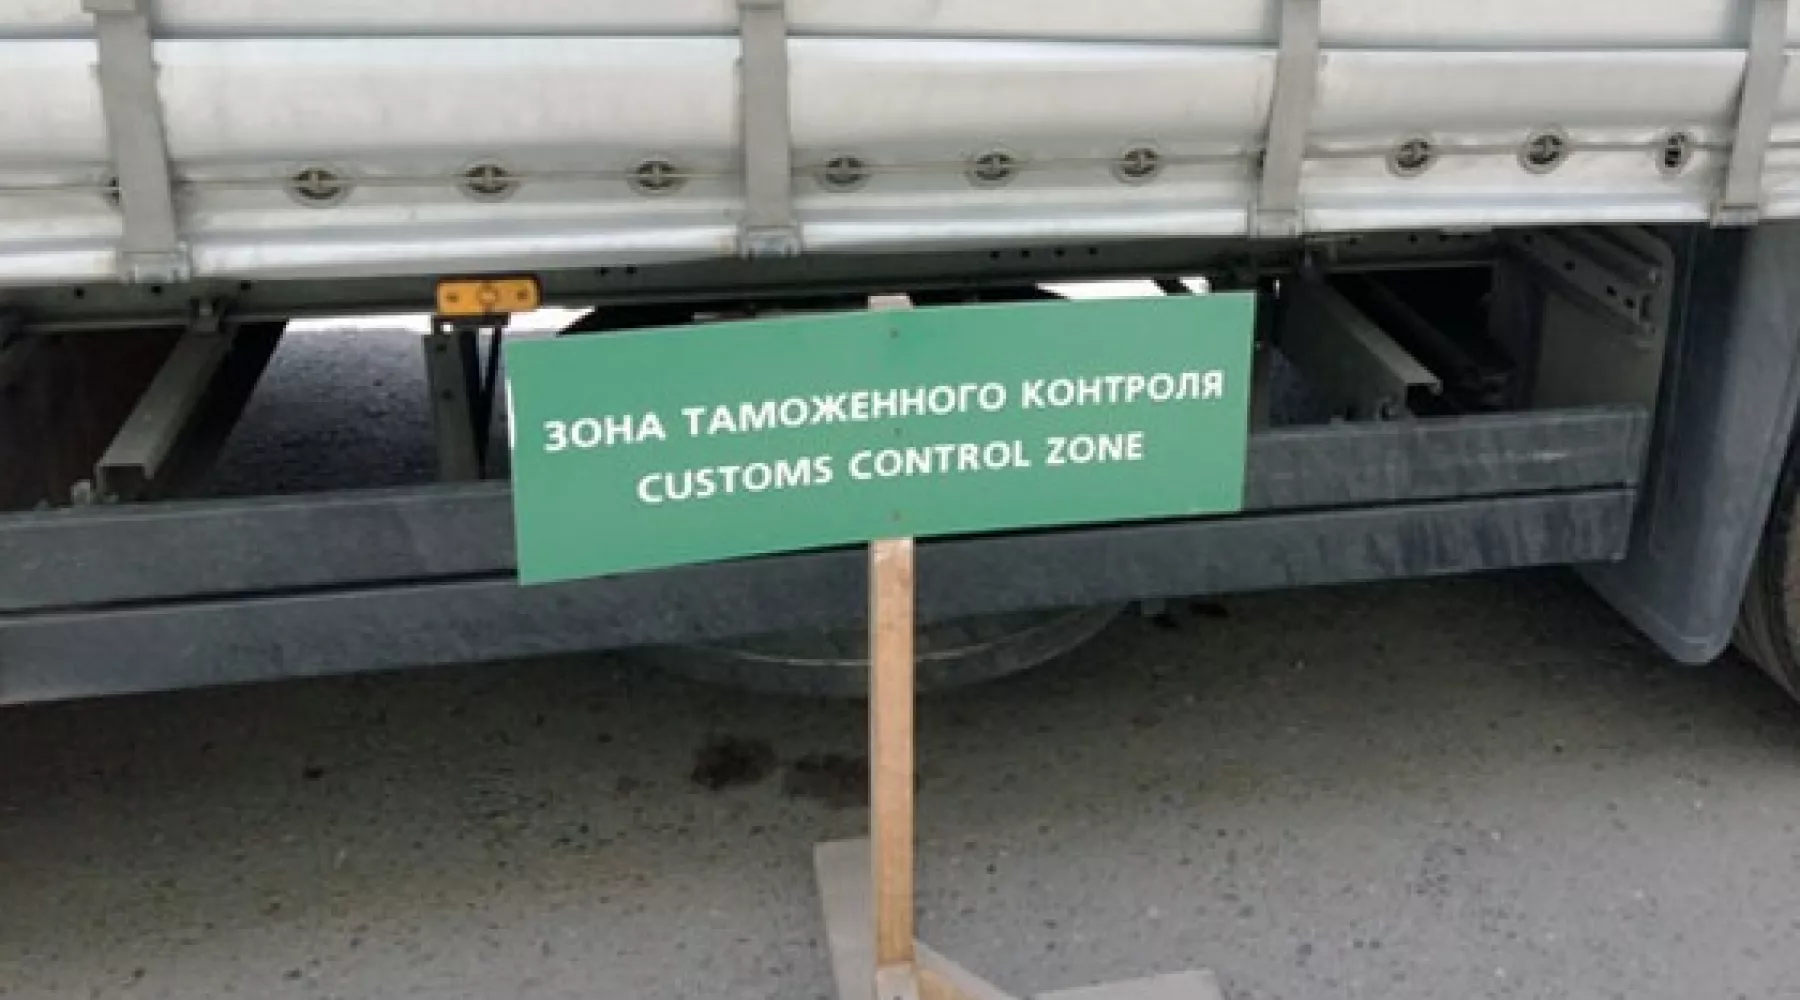 ЗОНА ТАМОЖЕННОГО КОНТРОЛЯ
CUSTOMS CONTROL ZONE